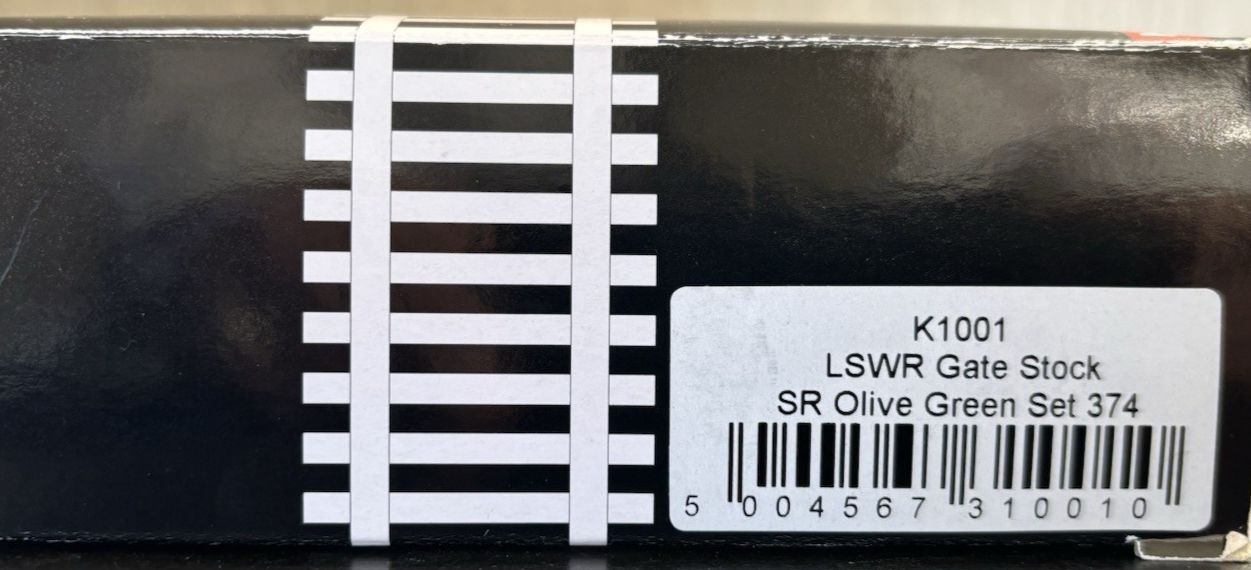 K1001
LSWR Gate Stock
SR Olive Green Set 374
5 004567 310010